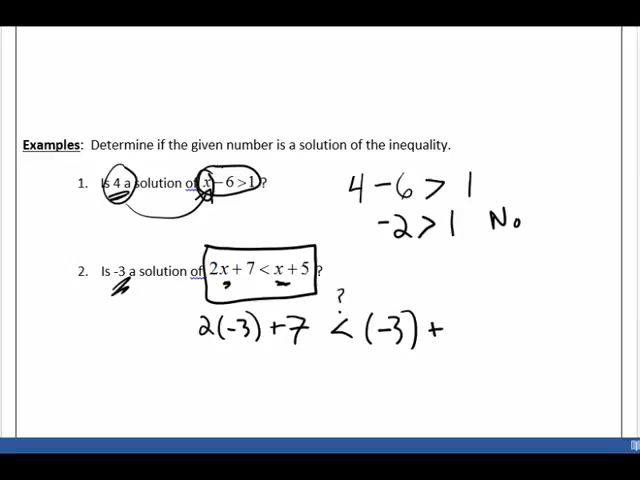 Examples: Determine if the given number is a solution of the inequality.
1. Is 4 a solution of x - 6 > 1 ?
4 - 6 > 1
-2 > 1 No
2. Is -3 a solution of 2x + 7 < x + 5 ?
?
2(-3) + 7 < (-3) +